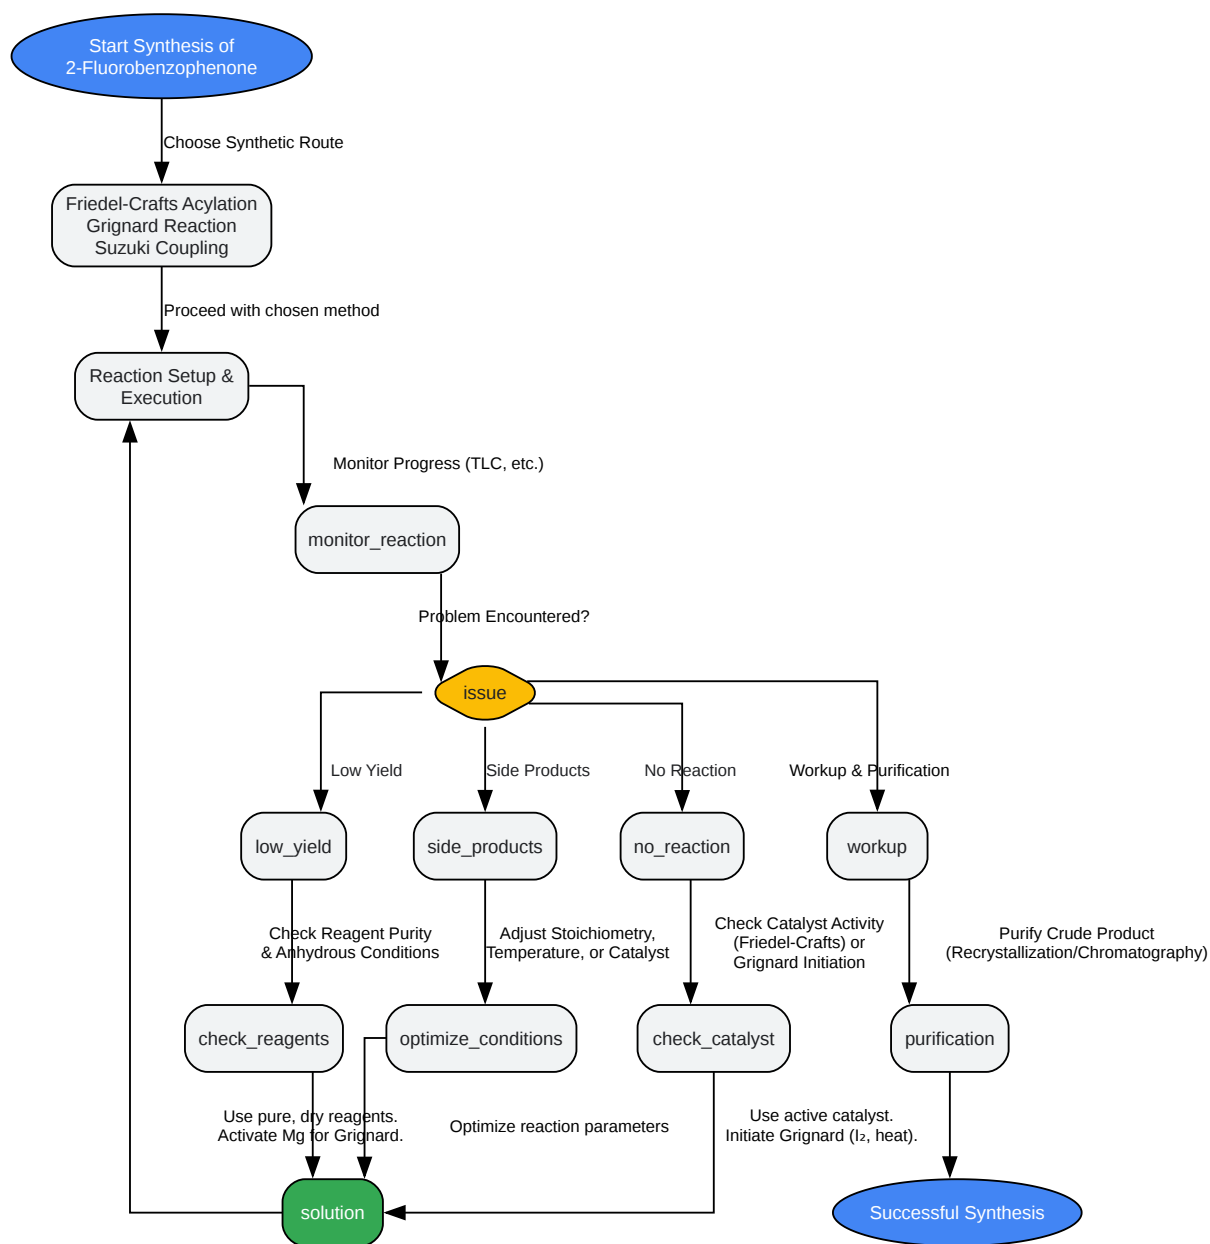 Start Synthesis of
2-Fluorobenzophenone
Choose Synthetic Route
Friedel-Crafts Acylation
Grignard Reaction
Suzuki Coupling
Proceed with chosen method
Reaction Setup &
Execution
Monitor Progress (TLC, etc.)
monitor_reaction
Problem Encountered?
issue
Low Yield
Side Products
No Reaction
Workup & Purification
low_yield
side_products
no_reaction
workup
Check Reagent Purity
& Anhydrous Conditions
Adjust Stoichiometry,
Temperature, or Catalyst
Check Catalyst Activity
(Friedel-Crafts) or
Grignard Initiation
Purify Crude Product
(Recrystallization/Chromatography)
check_reagents
optimize_conditions
check_catalyst
purification
Use pure, dry reagents.
Activate Mg for Grignard.
Optimize reaction parameters
Use active catalyst.
Initiate Grignard (I₂, heat).
solution
Successful Synthesis